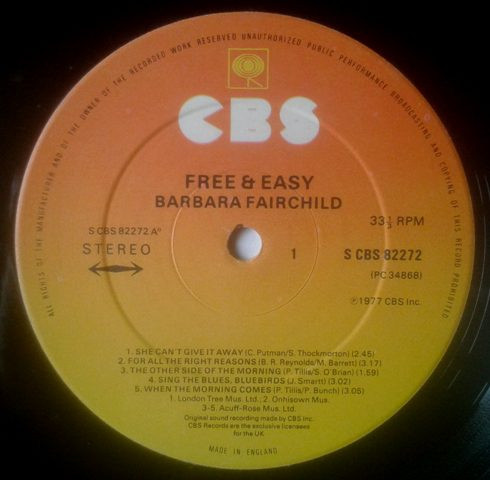 ALL RIGHTS OF THE MANUFACTURER AND OF THE OWNER OF THE RECORDED WORK RESERVED UNAUTHORIZED PUBLIC PERFORMANCE BROADCASTING AND COPYING OF THIS RECORD PROHIBITED
CBS
FREE & EASY
BARBARA FAIRCHILD
33⅓ RPM
S CBS 82272 A°
STEREO
1
S CBS 82272
(PC 34868)
℗1977 CBS Inc.
1. SHE CAN'T GIVE IT AWAY (C. Putman/S. Thockmorton) (2.45)
2. FOR ALL THE RIGHT REASONS (B. R. Reynolds/M. Barrett) (3.17)
3. THE OTHER SIDE OF THE MORNING (P. Tillis/S. D'Brian) (1.59)
4. SING THE BLUES, BLUEBIRDS (J. Smartt) (3.02)
5. WHEN THE MORNING COMES (P. Tillis/P. Bunch) (3.06)
1. London Tree Mus. Ltd.; 2. Onhisown Mus.
3-5. Acuff-Rose Mus. Ltd.
Original sound recording made by CBS Inc.
CBS Records are the exclusive licensees
for the UK
MADE IN ENGLAND